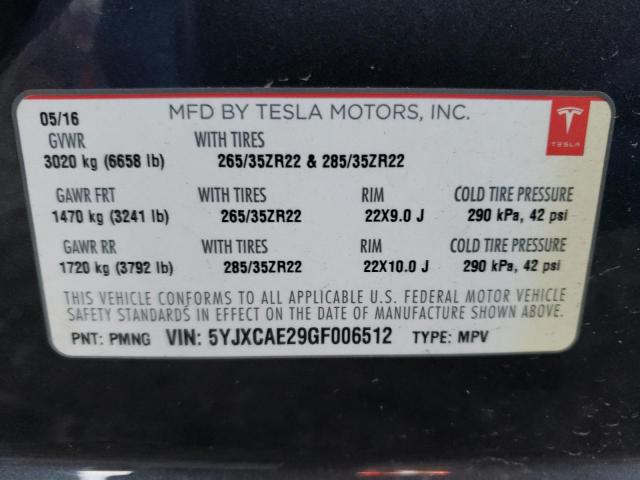 05/16 MFD BY TESLA MOTORS, INC.
GVWR WITH TIRES
3020 kg (6658 lb) 265/35ZR22 & 285/35ZR22
TESLA
GAWR FRT WITH TIRES RIM COLD TIRE PRESSURE
1470 kg (3241 lb) 265/35ZR22 22X9.0 J 290 kPa, 42 psi
GAWR RR WITH TIRES RIM COLD TIRE PRESSURE
1720 kg (3792 lb) 285/35ZR22 22X10.0 J 290 kPa, 42 psi
THIS VEHICLE CONFORMS TO ALL APPLICABLE U.S. FEDERAL MOTOR VEHICLE
SAFETY STANDARDS IN EFFECT ON THE DATE OF MANUFACTURE SHOWN ABOVE.
PNT: PMNG VIN: 5YJXCAE29GF006512 TYPE: MPV